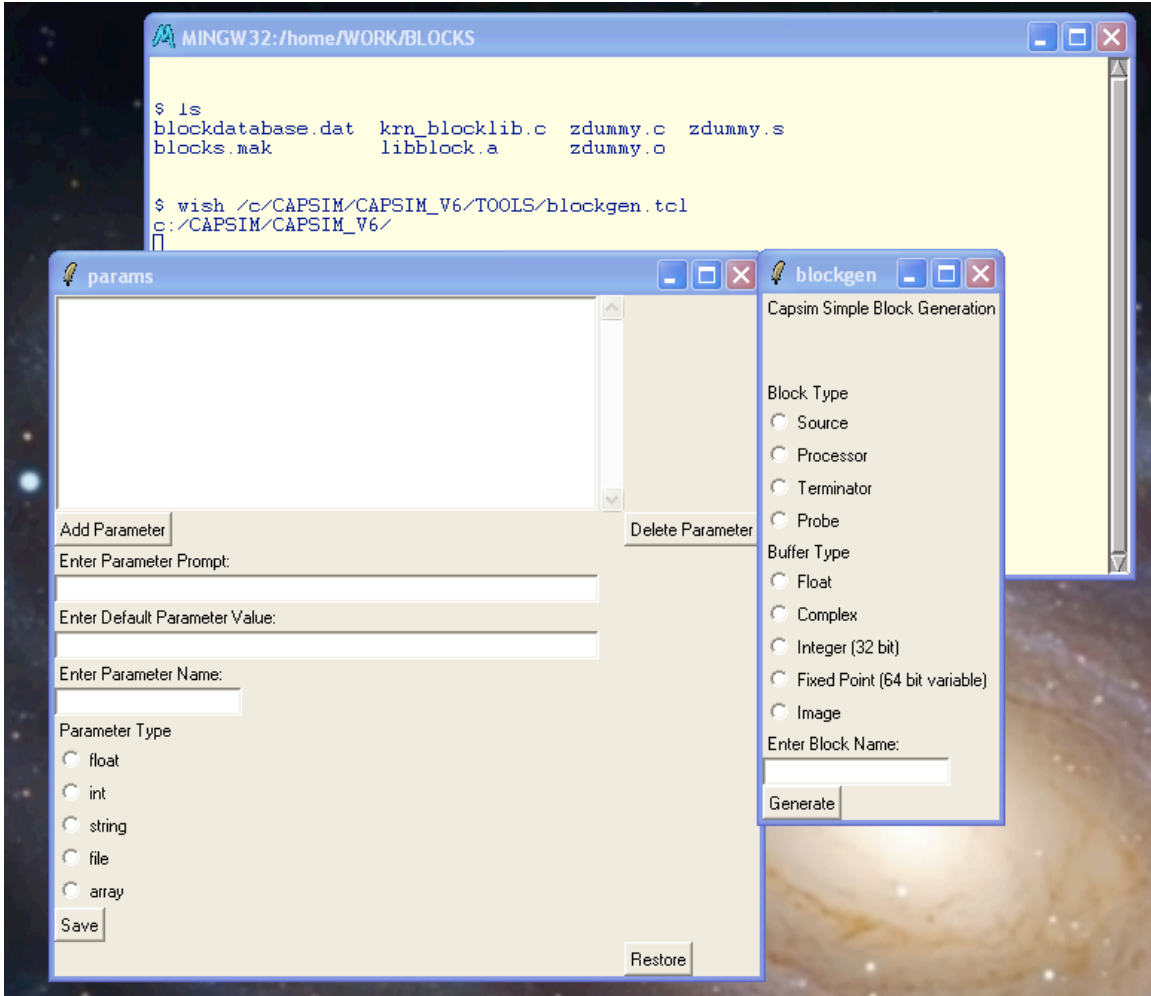 MINGW32:/home/WORK/BLOCKS
$ ls
blockdatabase.dat krn_blocklib.c zdummy.c zdummy.s
blocks.mak libblock.a zdummy.o
$ wish /c/CAPSIM/CAPSIM_V6/TOOLS/blockgen.tcl
c:/CAPSIM/CAPSIM_V6/
params
Add Parameter
Delete Parameter
Enter Parameter Prompt:
Enter Default Parameter Value:
Enter Parameter Name:
Parameter Type
float
int
string
file
array
Save
Restore
blockgen
Capsim Simple Block Generation
Block Type
Source
Processor
Terminator
Probe
Buffer Type
Float
Complex
Integer (32 bit)
Fixed Point (64 bit variable)
Image
Enter Block Name:
Generate